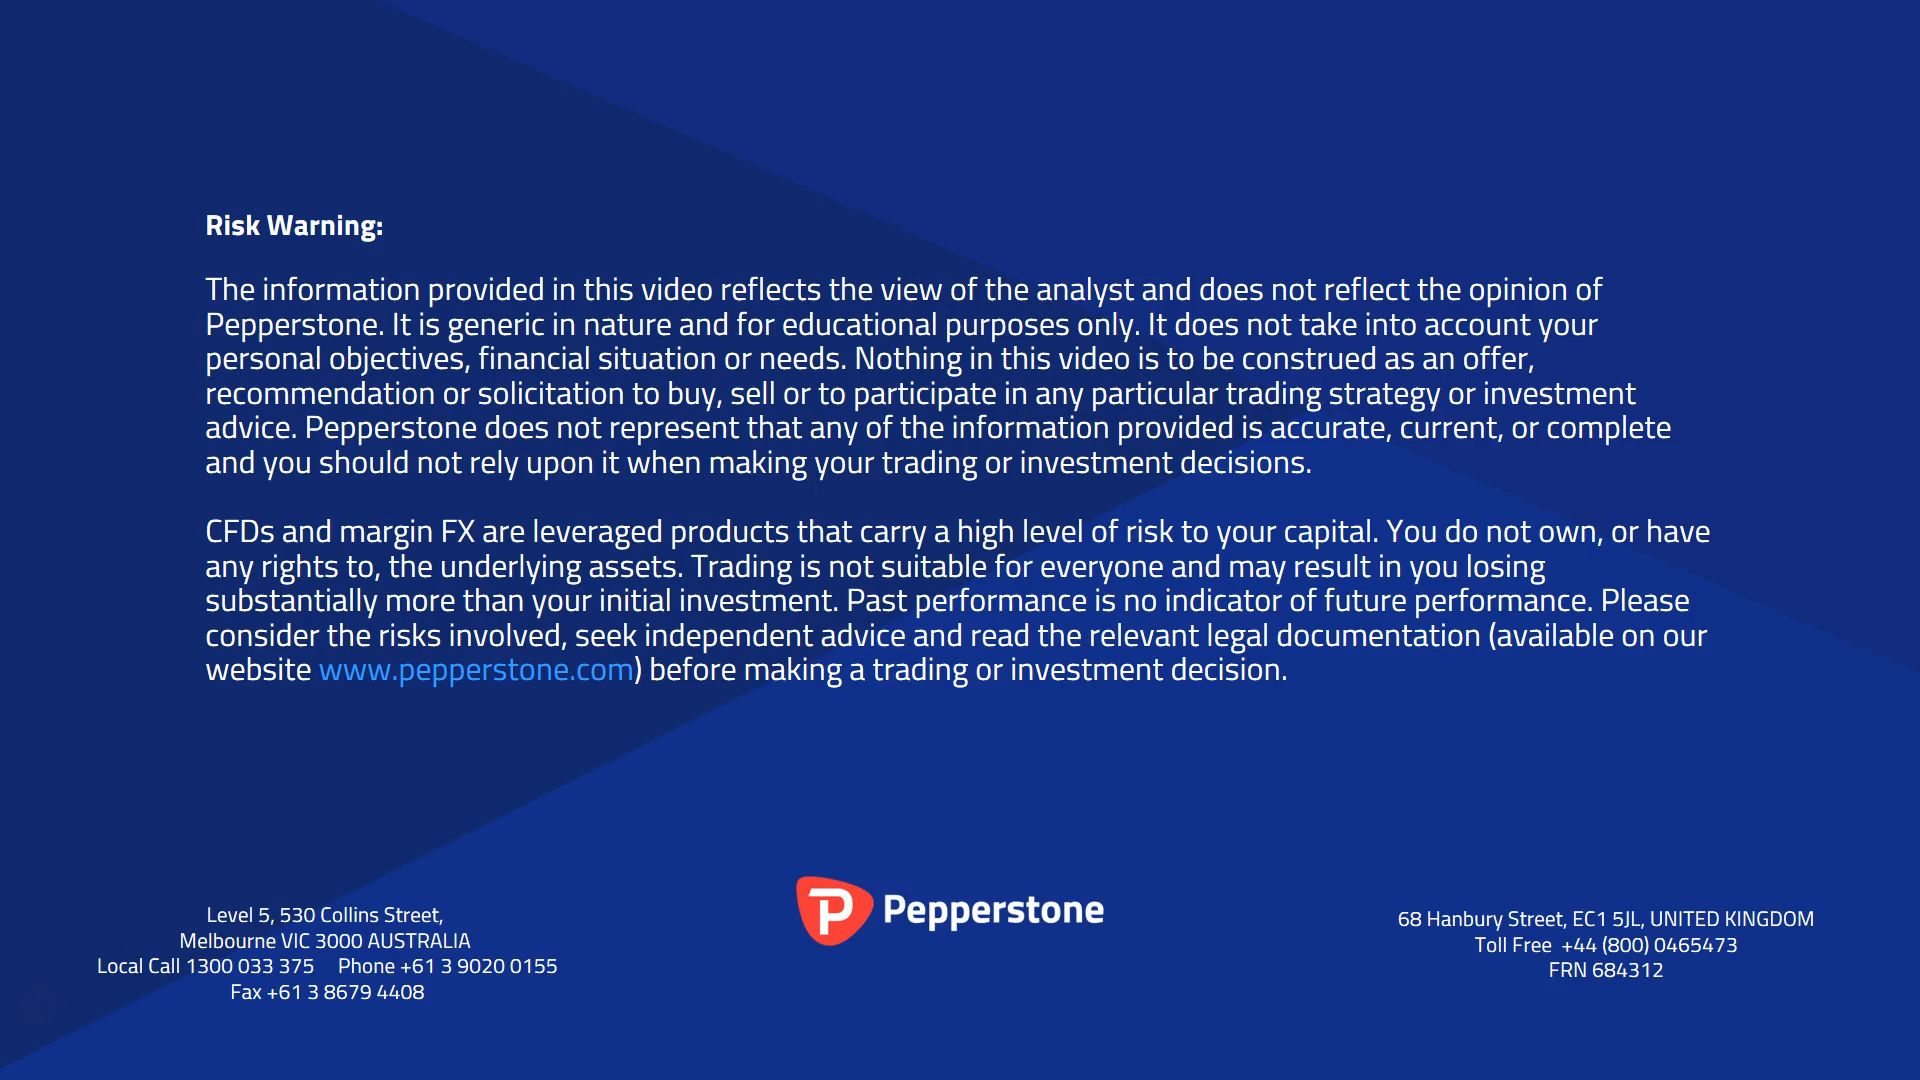 Risk Warning:
The information provided in this video reflects the view of the analyst and does not reflect the opinion of
Pepperstone. It is generic in nature and for educational purposes only. It does not take into account your
personal objectives, financial situation or needs. Nothing in this video is to be construed as an offer,
recommendation or solicitation to buy, sell or to participate in any particular trading strategy or investment
advice. Pepperstone does not represent that any of the information provided is accurate, current, or complete
and you should not rely upon it when making your trading or investment decisions.
CFDs and margin FX are leveraged products that carry a high level of risk to your capital. You do not own, or have
any rights to, the underlying assets. Trading is not suitable for everyone and may result in you losing
substantially more than your initial investment. Past performance is no indicator of future performance. Please
consider the risks involved, seek independent advice and read the relevant legal documentation (available on our
website www.pepperstone.com) before making a trading or investment decision.
Level 5, 530 Collins Street,
Melbourne VIC 3000 AUSTRALIA
Local Call 1300 033 375 Phone +61 3 9020 0155
Fax +61 3 8679 4408
Pepperstone
68 Hanbury Street, EC1 5JL, UNITED KINGDOM
Toll Free +44 (800) 0465473
FRN 684312